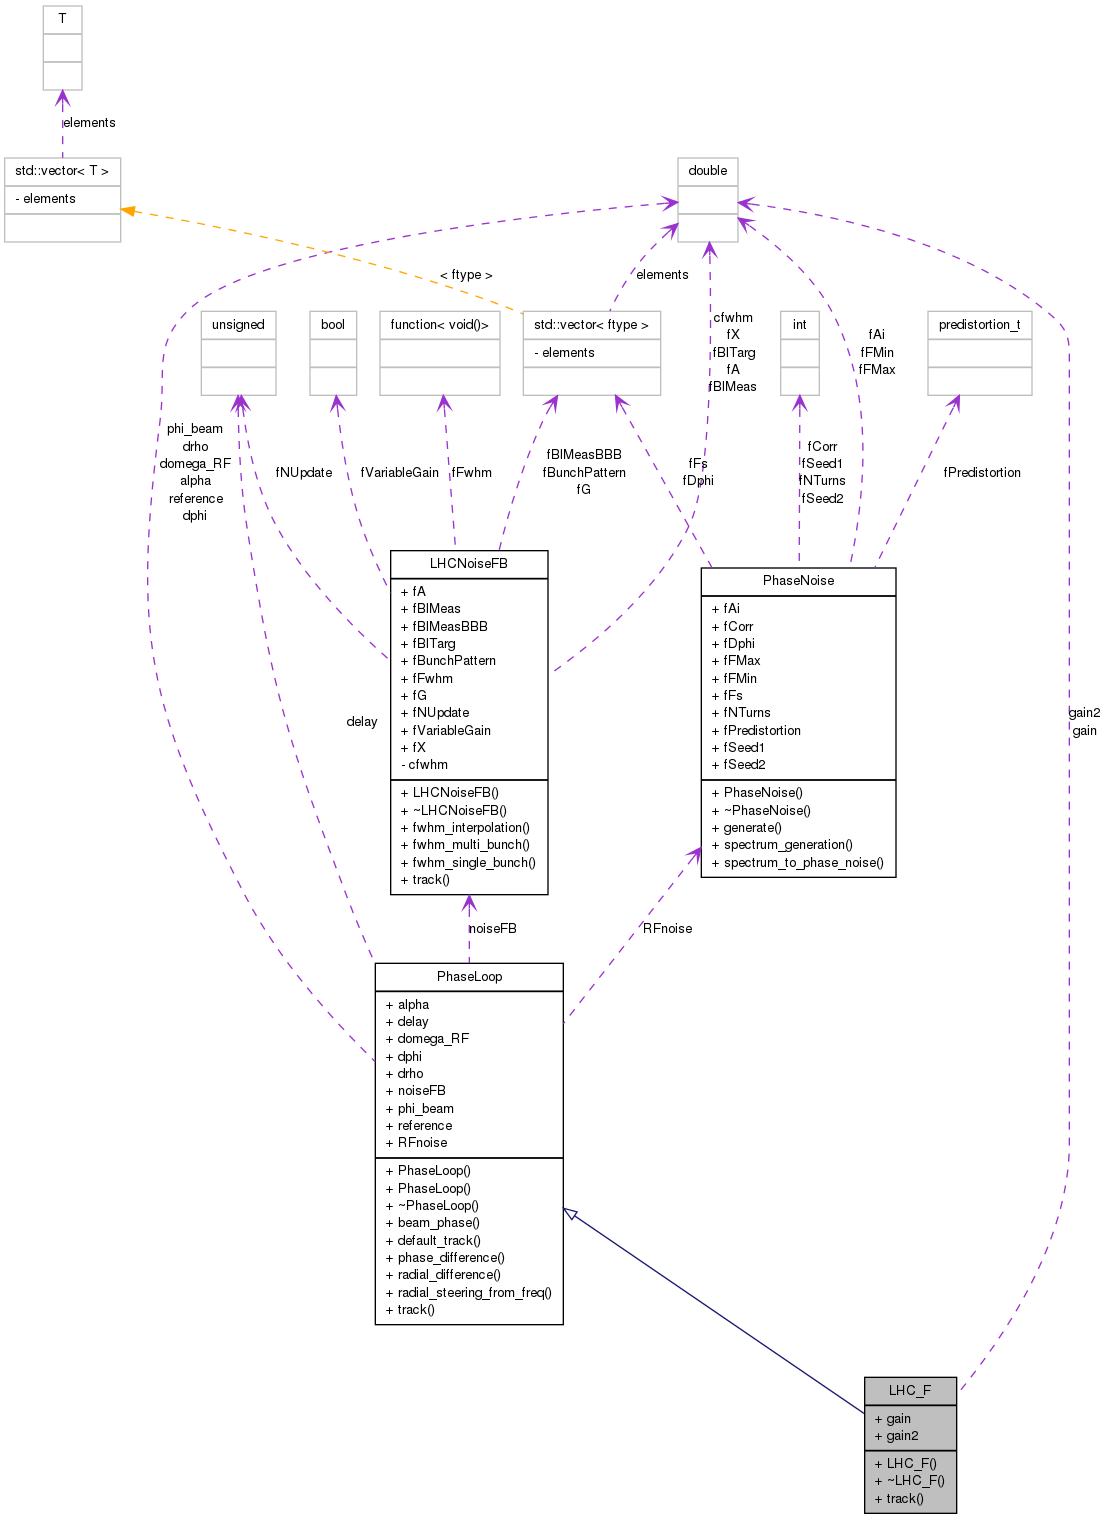 T
elements
std::vector< T >
- elements
double
< ftype >
elements
unsigned
bool
function< void()>
std::vector< ftype >
- elements
cfwhm
fX
fBlTarg
fA
fBlMeas
int
fAi
fFMin
fFMax
predistortion_t
phi_beam
drho
domega_RF
alpha
reference
dphi
fNUpdate
fVariableGain
fFwhm
fBlMeasBBB
fBunchPattern
fG
fFs
fDphi
fCorr
fSeed1
fNTurns
fSeed2
fPredistortion
LHCNoiseFB
+ fA
+ fBlMeas
+ fBlMeasBBB
+ fBlTarg
+ fBunchPattern
+ fFwhm
+ fG
+ fNUpdate
+ fVariableGain
+ fX
- cfwhm
+ LHCNoiseFB()
+ ~LHCNoiseFB()
+ fwhm_interpolation()
+ fwhm_multi_bunch()
+ fwhm_single_bunch()
+ track()
PhaseNoise
+ fAi
+ fCorr
+ fDphi
+ fFMax
+ fFMin
+ fFs
+ fNTurns
+ fPredistortion
+ fSeed1
+ fSeed2
+ PhaseNoise()
+ ~PhaseNoise()
+ generate()
+ spectrum_generation()
+ spectrum_to_phase_noise()
delay
gain2
gain
noiseFB
RFnoise
PhaseLoop
+ alpha
+ delay
+ domega_RF
+ dphi
+ drho
+ noiseFB
+ phi_beam
+ reference
+ RFnoise
+ PhaseLoop()
+ PhaseLoop()
+ ~PhaseLoop()
+ beam_phase()
+ default_track()
+ phase_difference()
+ radial_difference()
+ radial_steering_from_freq()
+ track()
LHC_F
+ gain
+ gain2
+ LHC_F()
+ ~LHC_F()
+ track()